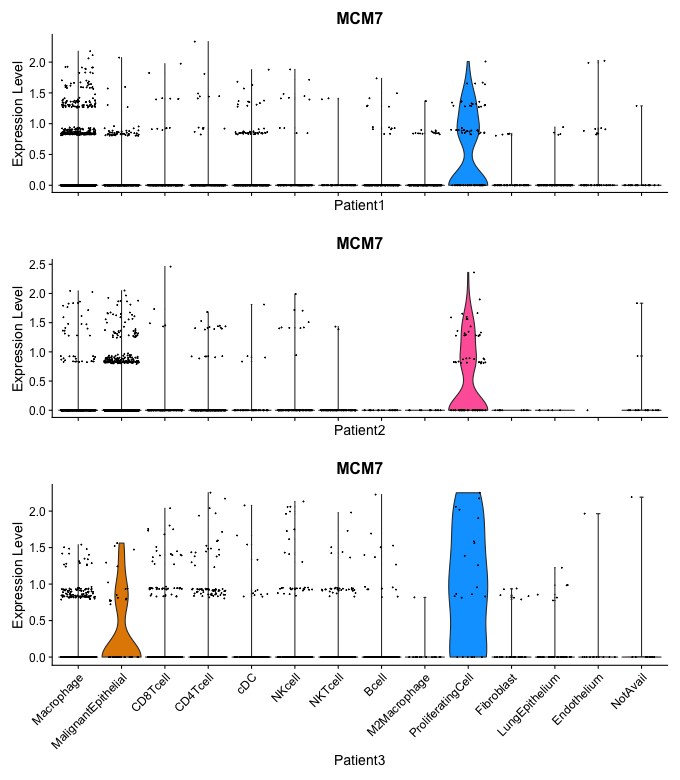 MCM7
Expression Level
2.0
1.5
1.0
0.5
0.0
Patient1
MCM7
Expression Level
2.5
2.0
1.5
1.0
0.5
0.0
Patient2
MCM7
Expression Level
2.0
1.5
1.0
0.5
0.0
Macrophage
MalignantEpithelial
CD8Tcell
CD4Tcell
cDC
NKcell
NKTcell
Bcell
M2Macrophage
ProliferatingCell
Fibroblast
LungEpithelium
Endothelium
NotAvail
Patient3